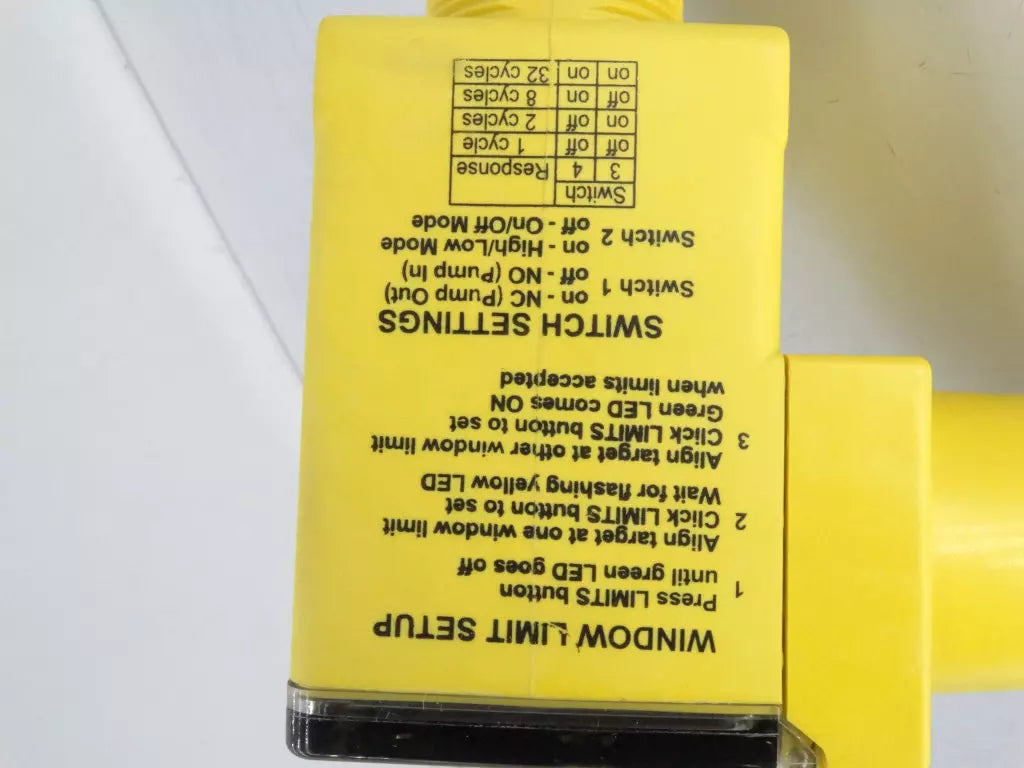 WINDOW LIMIT SETUP
1 Press LIMITS button
until green LED goes off
Align target at one window limit
2 Click LIMITS button to set
Wait for flashing yellow LED
Align target at other window limit
3 Click LIMITS button to set
Green LED comes ON
when limits accepted
SWITCH SETTINGS
Switch 1 on - NC (Pump Out)
off - NO (Pump In)
Switch 2 on - High/Low Mode
off - On/Off Mode
Switch
3 4 Response
off off 1 cycle
on off 2 cycles
off on 8 cycles
on on 32 cycles